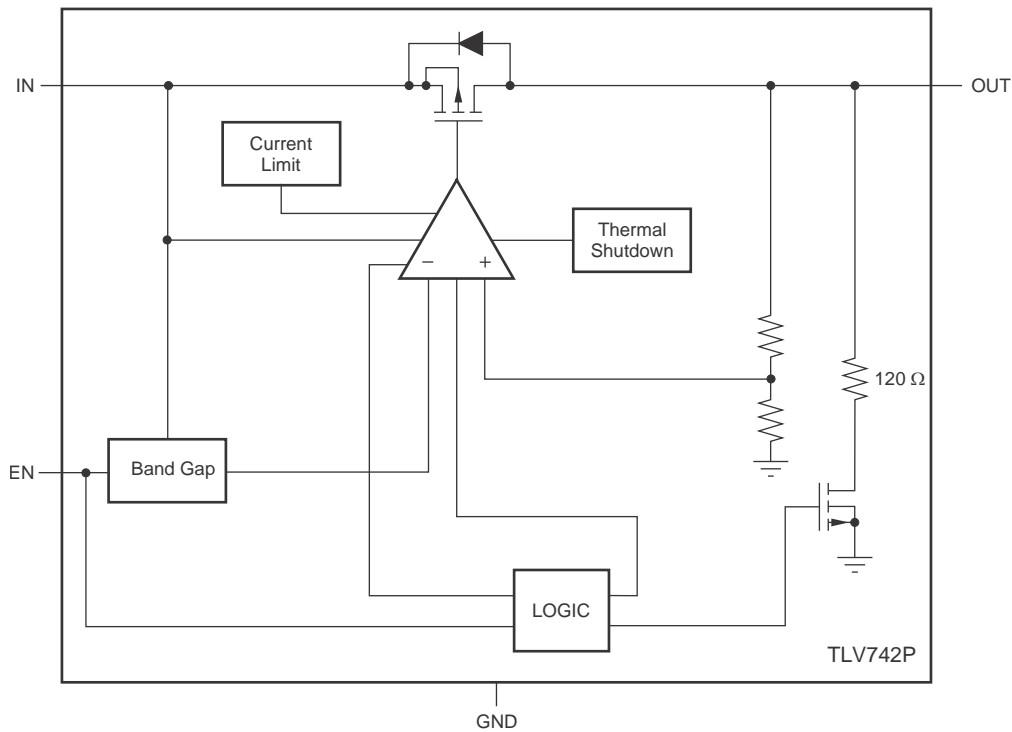 IN
OUT
Current
Limit
Thermal
Shutdown
−
+
120 Ω
EN
Band Gap
LOGIC
TLV742P
GND